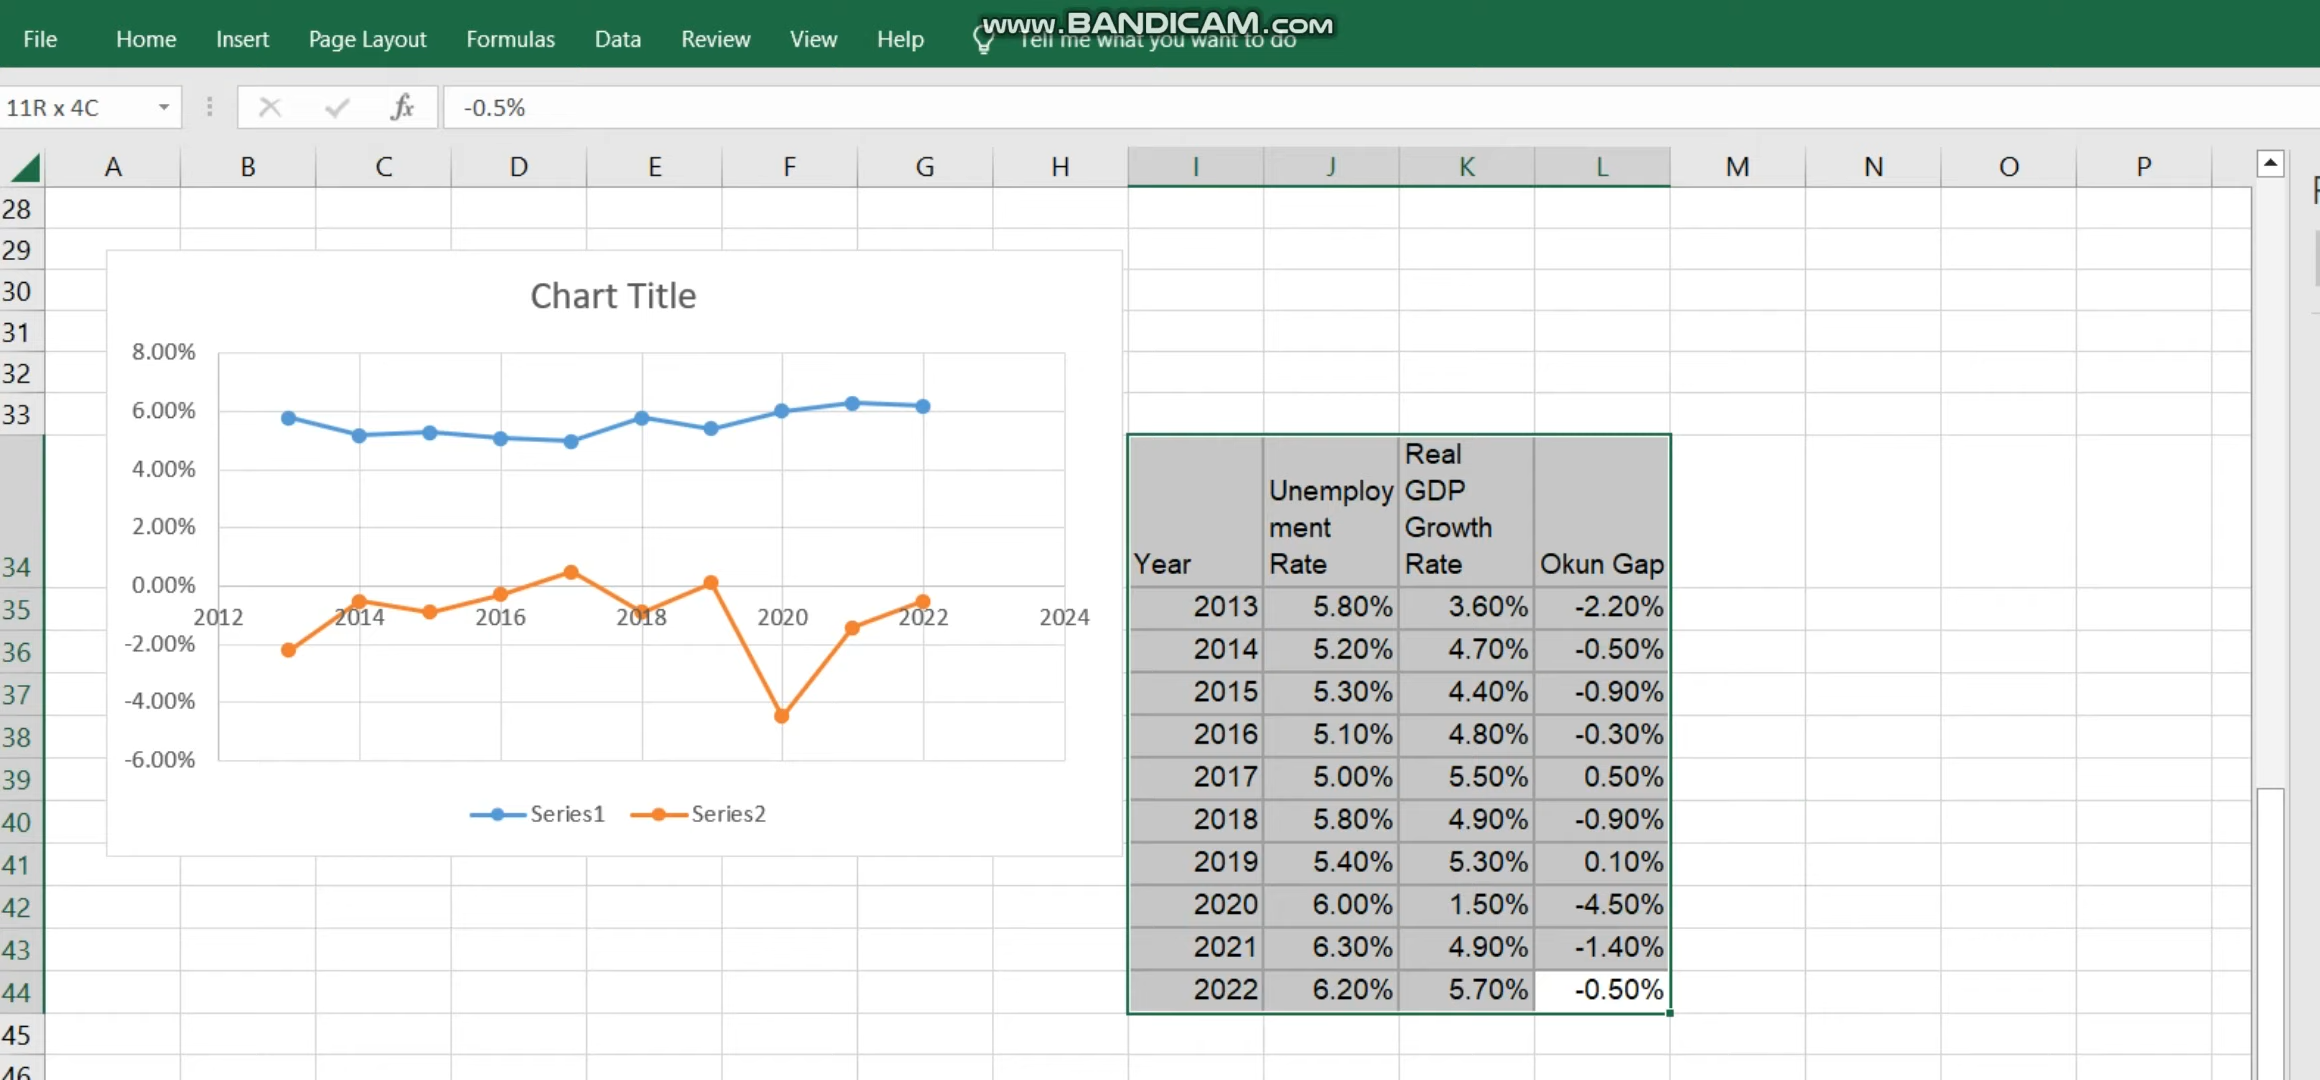 www.BANDICAM.com
File Home Insert Page Layout Formulas Data Review View Help Tell me what you want to do
11R x 4C fx -0.5%
A B C D E F G H I J K L M N O P
28
29
30
31
32
33
34
35
36
37
38
39
40
41
42
43
44
45
46
Chart Title
8.00%
6.00%
4.00%
2.00%
0.00%
-2.00%
-4.00%
-6.00%
2012 2014 2016 2018 2020 2022 2024
Series1 Series2
Year
Unemploy
ment
Rate
Real
GDP
Growth
Rate
Okun Gap
2013 5.80% 3.60% -2.20%
2014 5.20% 4.70% -0.50%
2015 5.30% 4.40% -0.90%
2016 5.10% 4.80% -0.30%
2017 5.00% 5.50% 0.50%
2018 5.80% 4.90% -0.90%
2019 5.40% 5.30% 0.10%
2020 6.00% 1.50% -4.50%
2021 6.30% 4.90% -1.40%
2022 6.20% 5.70% -0.50%